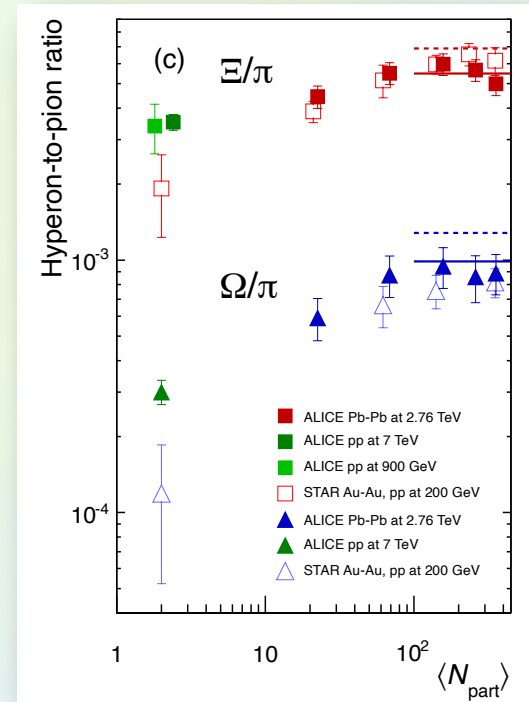 (c)
Ξ/π
Hyperon-to-pion ratio
10⁻³
Ω/π
ALICE Pb-Pb at 2.76 TeV
ALICE pp at 7 TeV
ALICE pp at 900 GeV
STAR Au-Au, pp at 200 GeV
ALICE Pb-Pb at 2.76 TeV
ALICE pp at 7 TeV
STAR Au-Au, pp at 200 GeV
10⁻⁴
1 10 10²
⟨N_part⟩